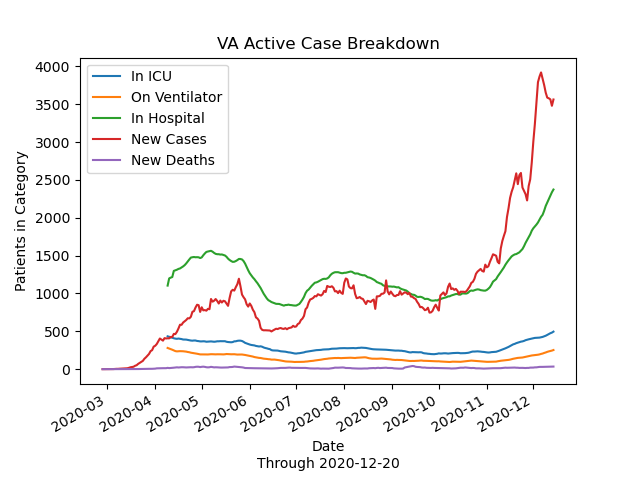 VA Active Case Breakdown
In ICU
On Ventilator
In Hospital
New Cases
New Deaths
Patients in Category
4000
3500
3000
2500
2000
1500
1000
500
0
2020-03
2020-04
2020-05
2020-06
2020-07
2020-08
2020-09
2020-10
2020-11
2020-12
Date
Through 2020-12-20